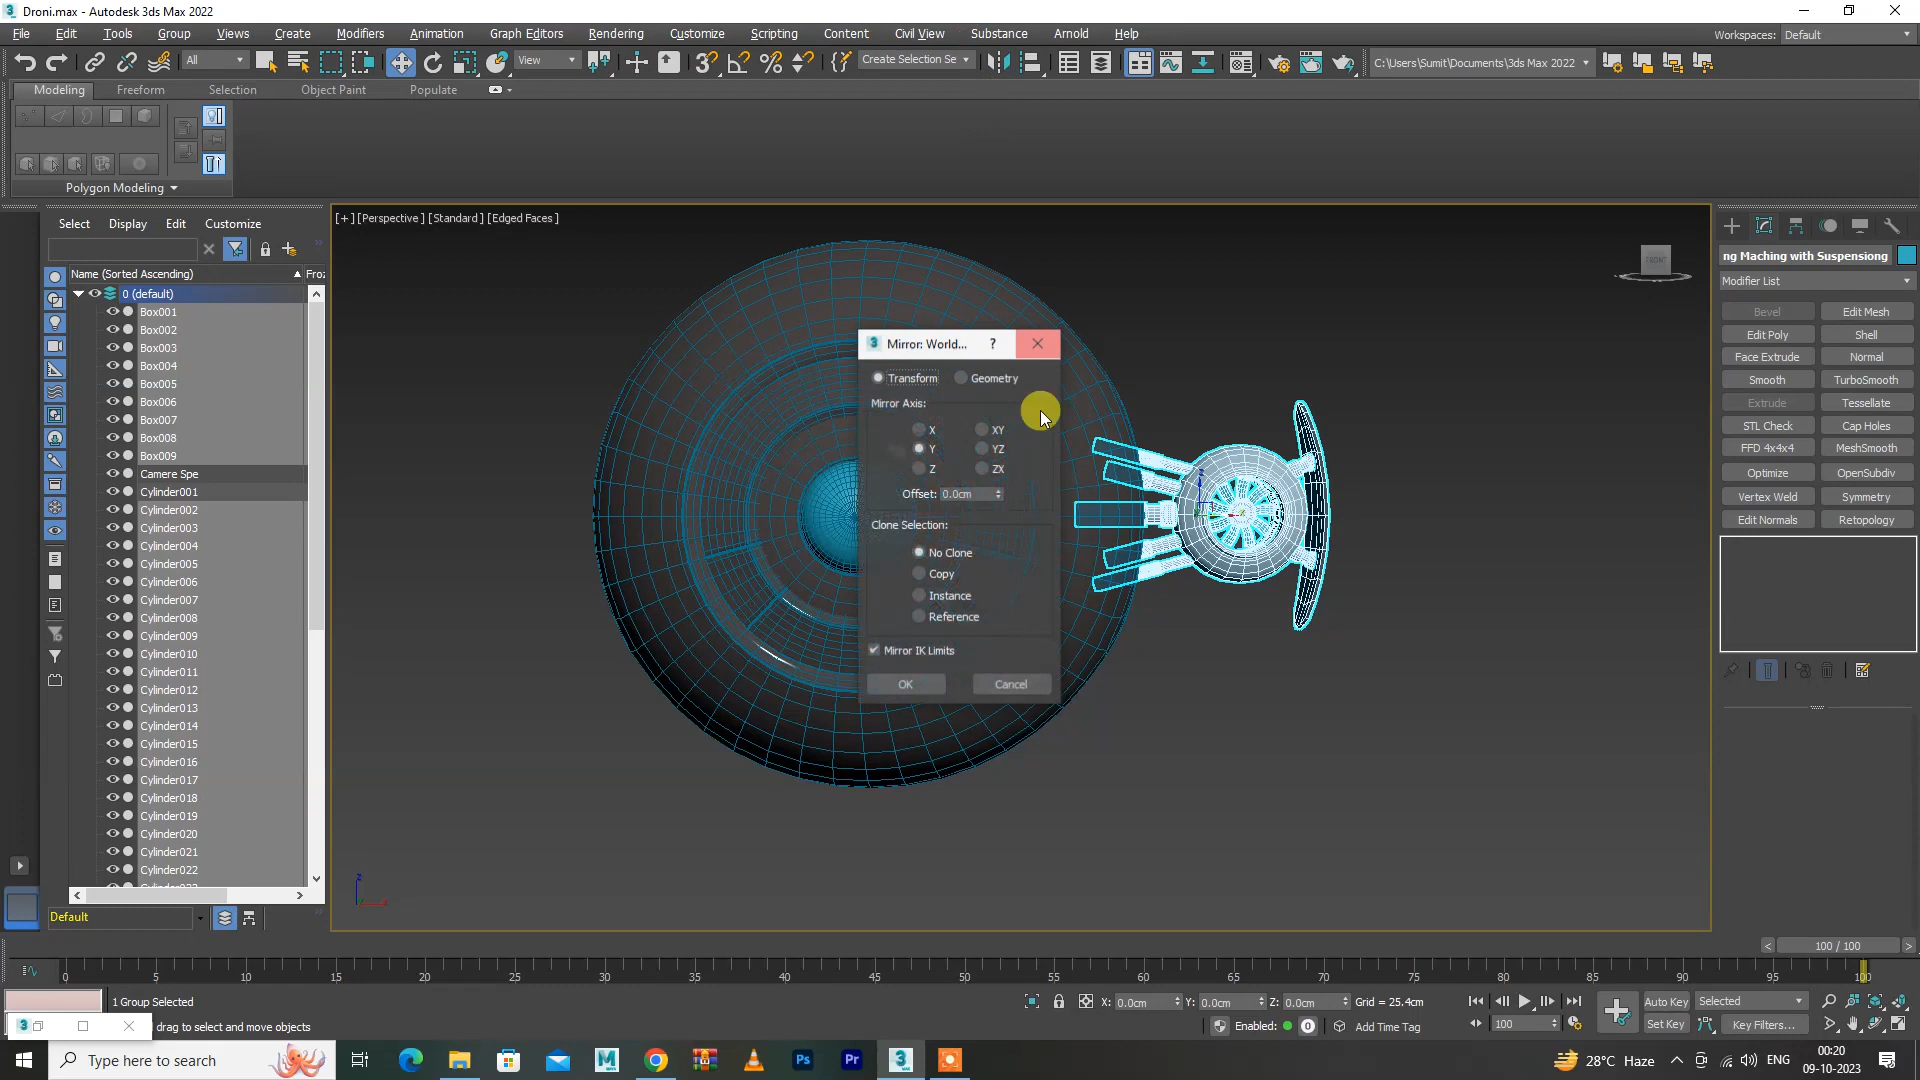 Droni.max - Autodesk 3ds Max 2022
File Edit Tools Group Views Create Modifiers Animation Graph Editors Rendering Customize Scripting Content Civil View Substance Arnold Help
Workspaces: Default
All View Create Selection Se C:\Users\Sumit\Documents\3ds Max 2022
Modeling Freeform Selection Object Paint Populate
Polygon Modeling
Select Display Edit Customize
Name (Sorted Ascending) Froz
0 (default)
Box001
Box002
Box003
Box004
Box005
Box006
Box007
Box008
Box009
Camere Spe
Cylinder001
Cylinder002
Cylinder003
Cylinder004
Cylinder005
Cylinder006
Cylinder007
Cylinder008
Cylinder009
Cylinder010
Cylinder011
Cylinder012
Cylinder013
Cylinder014
Cylinder015
Cylinder016
Cylinder017
Cylinder018
Cylinder019
Cylinder020
Cylinder021
Cylinder022
Default
[+] [Perspective] [Standard] [Edged Faces]
FRONT
Mirror: World... ?
Transform Geometry
Mirror Axis:
X XY
Y YZ
Z ZX
Offset: 0.0cm
Clone Selection:
No Clone
Copy
Instance
Reference
Mirror IK Limits
OK Cancel
z
ng Maching with Suspensiong
Modifier List
Bevel Edit Mesh
Edit Poly Shell
Face Extrude Normal
Smooth TurboSmooth
Extrude Tessellate
STL Check Cap Holes
FFD 4x4x4 MeshSmooth
Optimize OpenSubdiv
Vertex Weld Symmetry
Edit Normals Retopology
< 100 / 100 >
0 5 10 15 20 25 30 35 40 45 50 55 60 65 70 75 80 85 90 95 100
1 Group Selected
X: 0.0cm Y: 0.0cm Z: 0.0cm Grid = 25.4cm
Auto Key Selected
drag to select and move objects
Enabled: 0 Add Time Tag
100
Set Key Key Filters...
Type here to search
28°C Haze ENG
00:20
09-10-2023